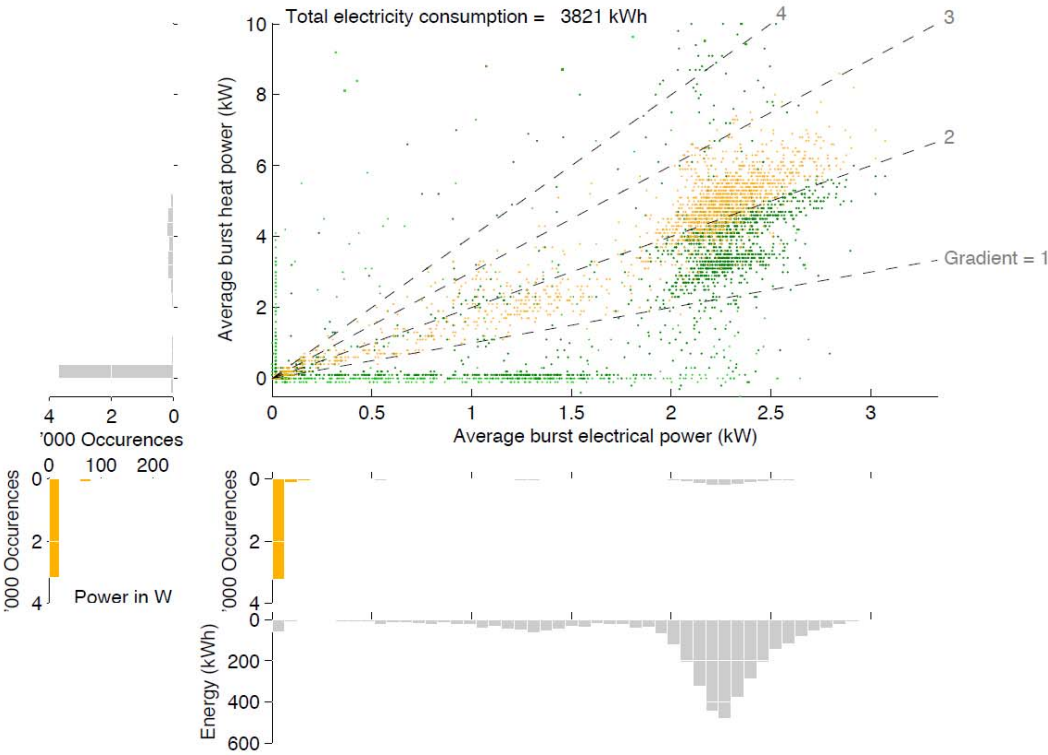 Total electricity consumption = 3821 kWh
4
3
2
Gradient = 1
Average burst heat power (kW)
10
8
6
4
2
0
0 0.5 1 1.5 2 2.5 3
Average burst electrical power (kW)
4 2 0
'000 Occurences
0 100 200
'000 Occurences
0
2
4
Power in W
'000 Occurences
0
2
4
Energy (kWh)
0
200
400
600